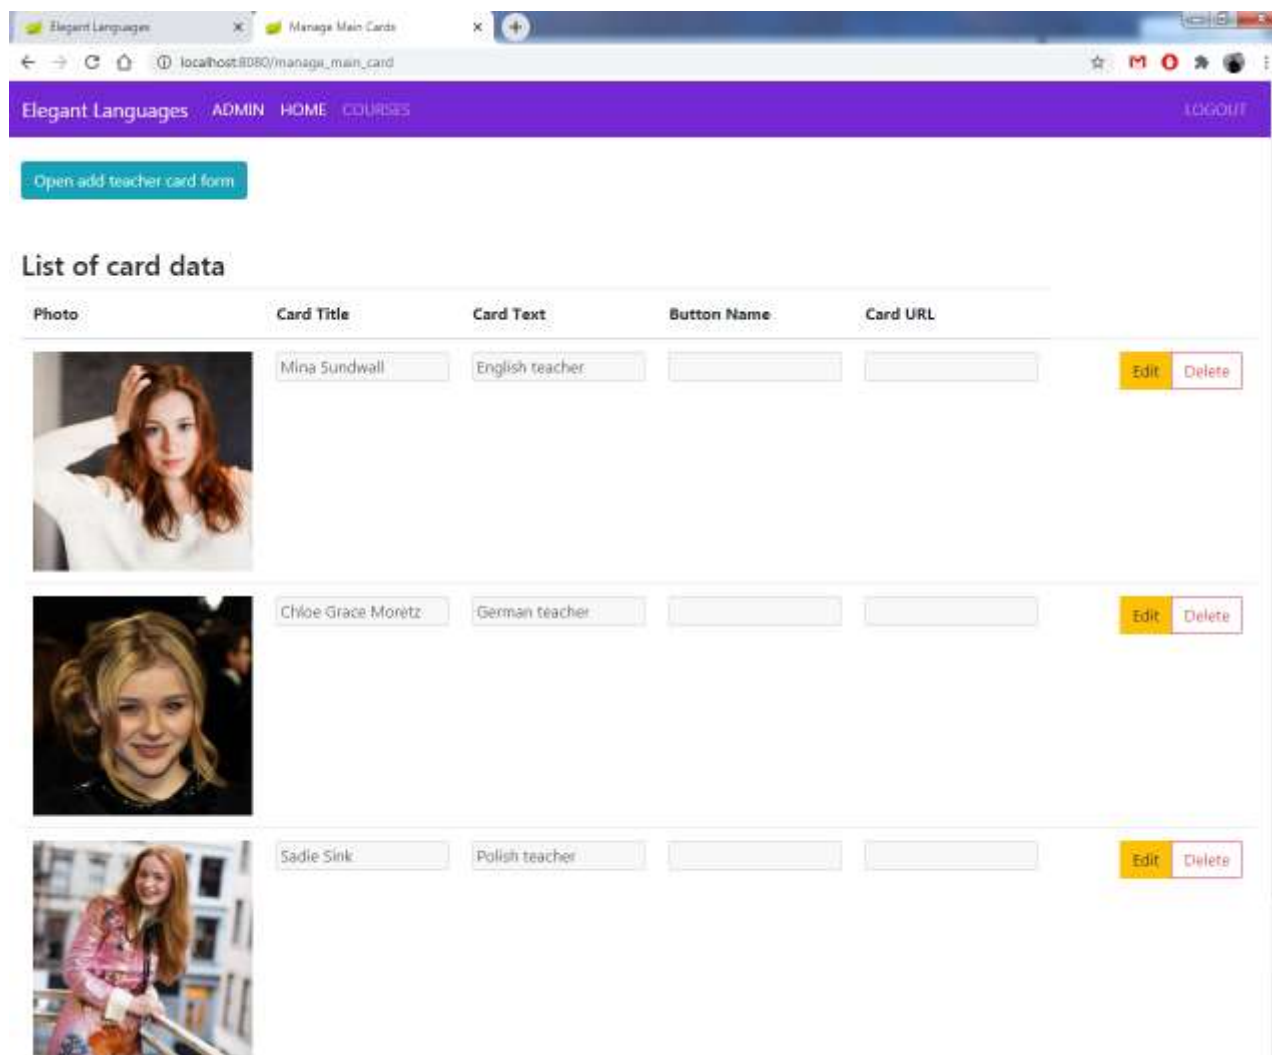 Elegant Languages
Manage Main Cards
localhost:8080/manage_main_card
Elegant Languages ADMIN HOME COURSES LOGOUT
Open add teacher card form
List of card data
Photo Card Title Card Text Button Name Card URL
Mina Sundwall English teacher Edit Delete
Chloe Grace Moretz German teacher Edit Delete
Sadie Sink Polish teacher Edit Delete